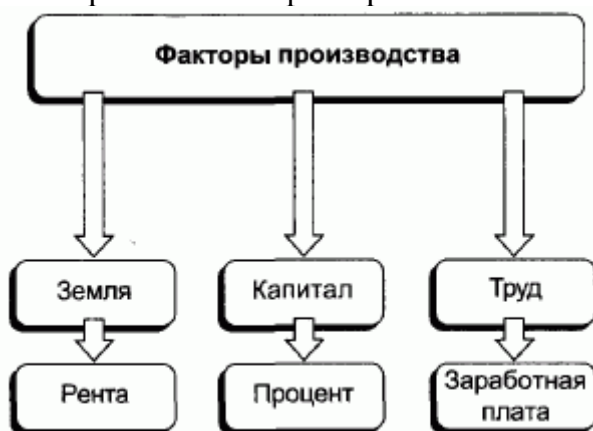 Факторы производства
Земля
Капитал
Труд
Рента
Процент
Заработная
плата